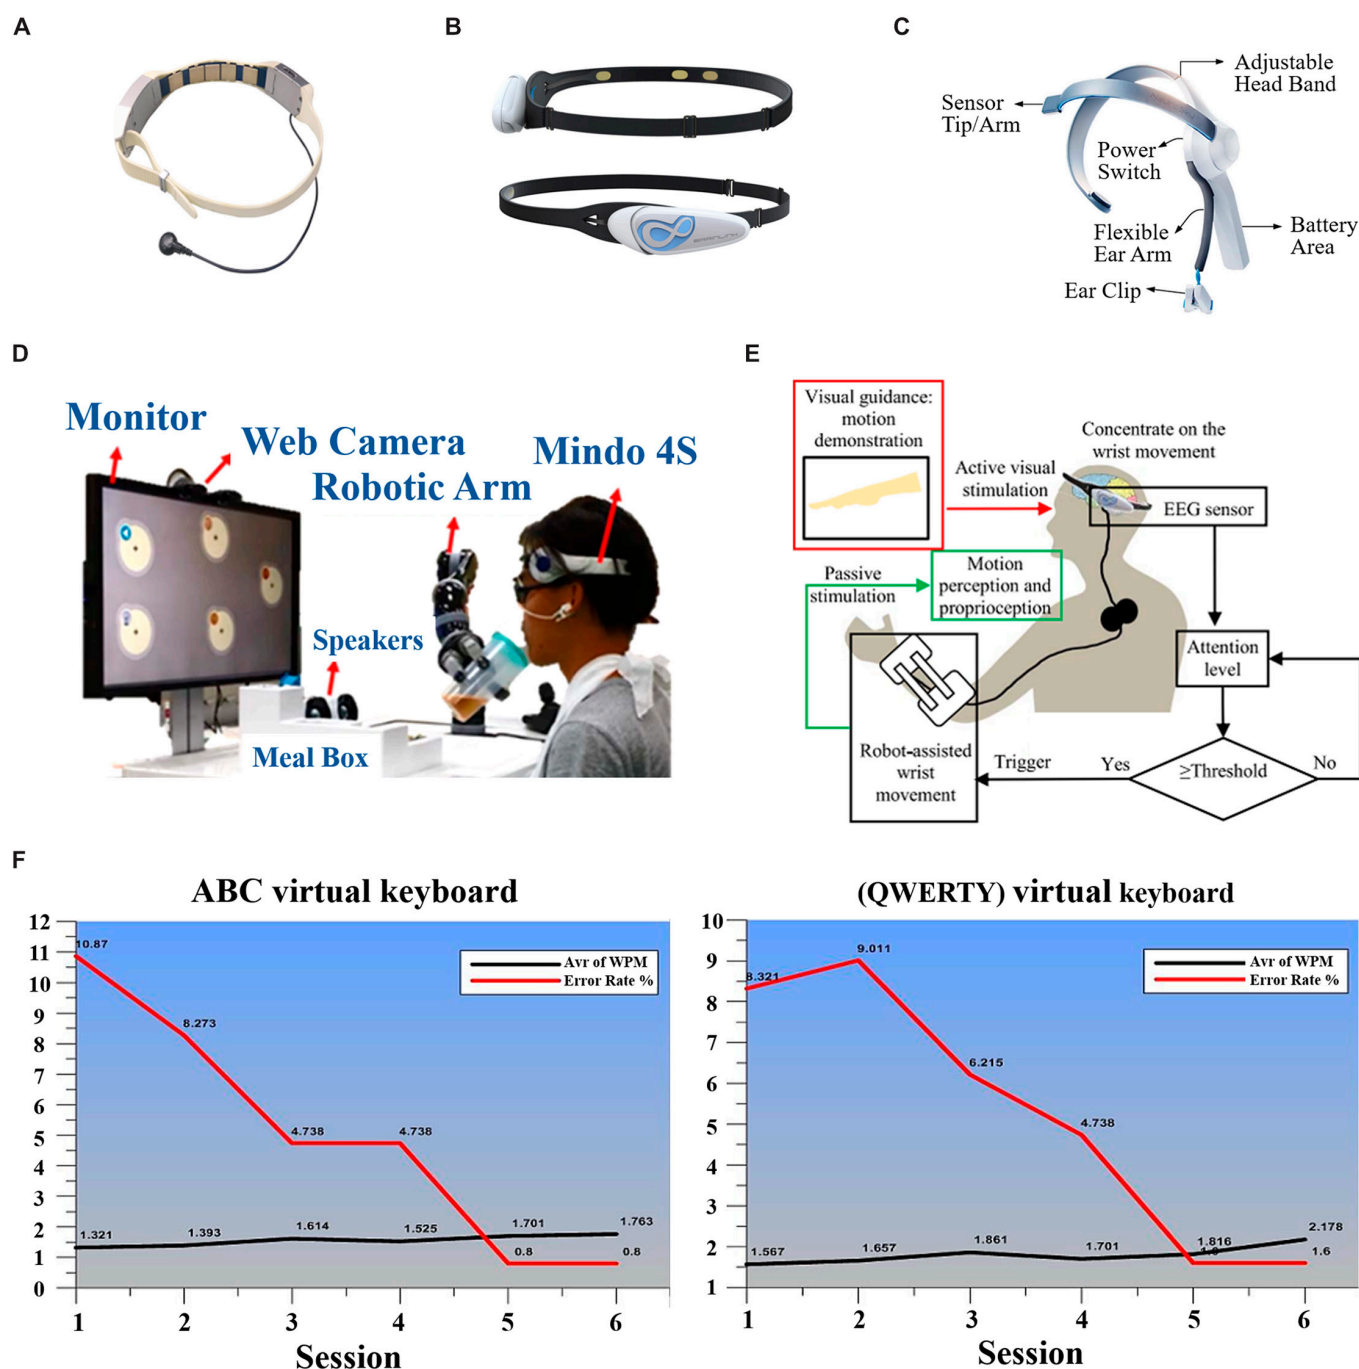 A
B
C
Adjustable
Head Band
Sensor
Tip/Arm
Power
Switch
Flexible
Ear Arm
Battery
Area
Ear Clip
D
Monitor
Web Camera
Robotic Arm
Mindo 4S
Speakers
Meal Box
E
Visual guidance:
motion
demonstration
Concentrate on the
wrist movement
Active visual
stimulation
EEG sensor
Passive
stimulation
Motion
perception and
proprioception
Attention
level
Robot-assisted
wrist
movement
Trigger
Yes
≥Threshold
No
F
ABC virtual keyboard
12
11
10
9
8
7
6
5
4
3
2
1
0
10.87
8.273
4.738
4.738
0.8
0.8
1.321
1.393
1.614
1.525
1.701
1.763
Avr of WPM
Error Rate %
1 2 3 4 5 6
Session
(QWERTY) virtual keyboard
10
9
8
7
6
5
4
3
2
1
8.321
9.011
6.215
4.738
1.6
1.567
1.657
1.861
1.701
1.816
2.178
Avr of WPM
Error Rate %
1 2 3 4 5 6
Session